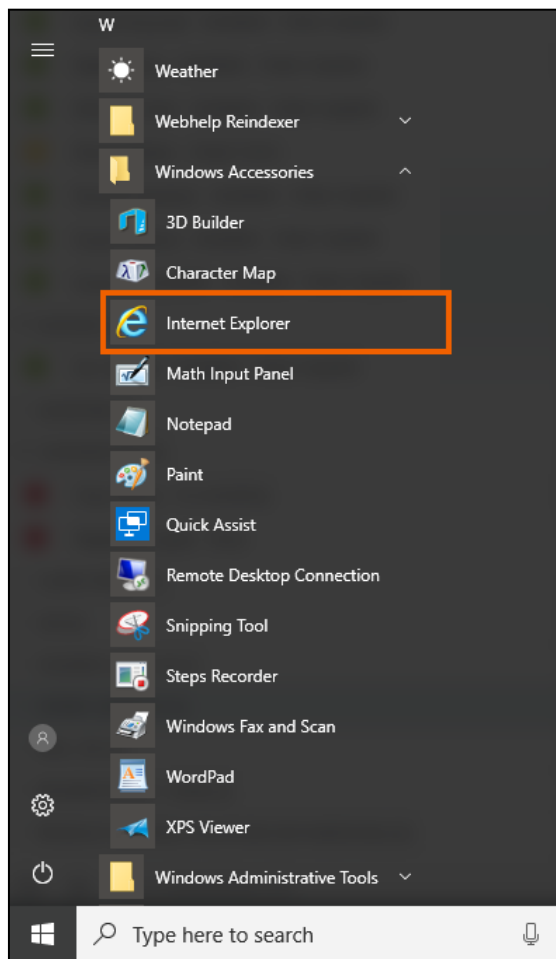 W
Weather
Webhelp Reindexer
Windows Accessories
3D Builder
Character Map
Internet Explorer
Math Input Panel
Notepad
Paint
Quick Assist
Remote Desktop Connection
Snipping Tool
Steps Recorder
Windows Fax and Scan
WordPad
XPS Viewer
Windows Administrative Tools
Type here to search